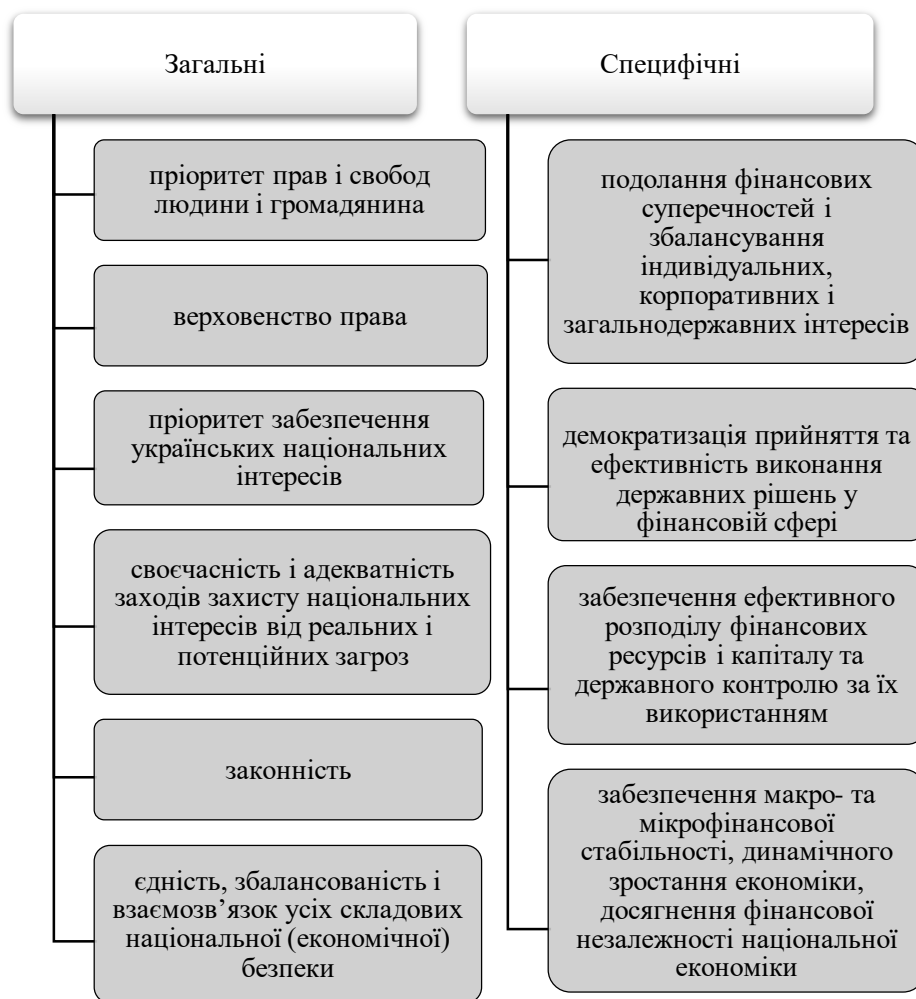 Загальні
пріоритет прав і свобод
людини і громадянина
верховенство права
пріоритет забезпечення
українських національних
інтересів
своєчасність і адекватність
заходів захисту національних
інтересів від реальних і
потенційних загроз
законність
єдність, збалансованість і
взаємозв’язок усіх складових
національної (економічної)
безпеки
Специфічні
подолання фінансових
суперечностей і
збалансування
індивідуальних,
корпоративних і
загальнодержавних інтересів
демократизація прийняття та
ефективність виконання
державних рішень у
фінансовій сфері
забезпечення ефективного
розподілу фінансових
ресурсів і капіталу та
державного контролю за їх
використанням
забезпечення макро- та
мікрофінансової
стабільності, динамічного
зростання економіки,
досягнення фінансової
незалежності національної
економіки